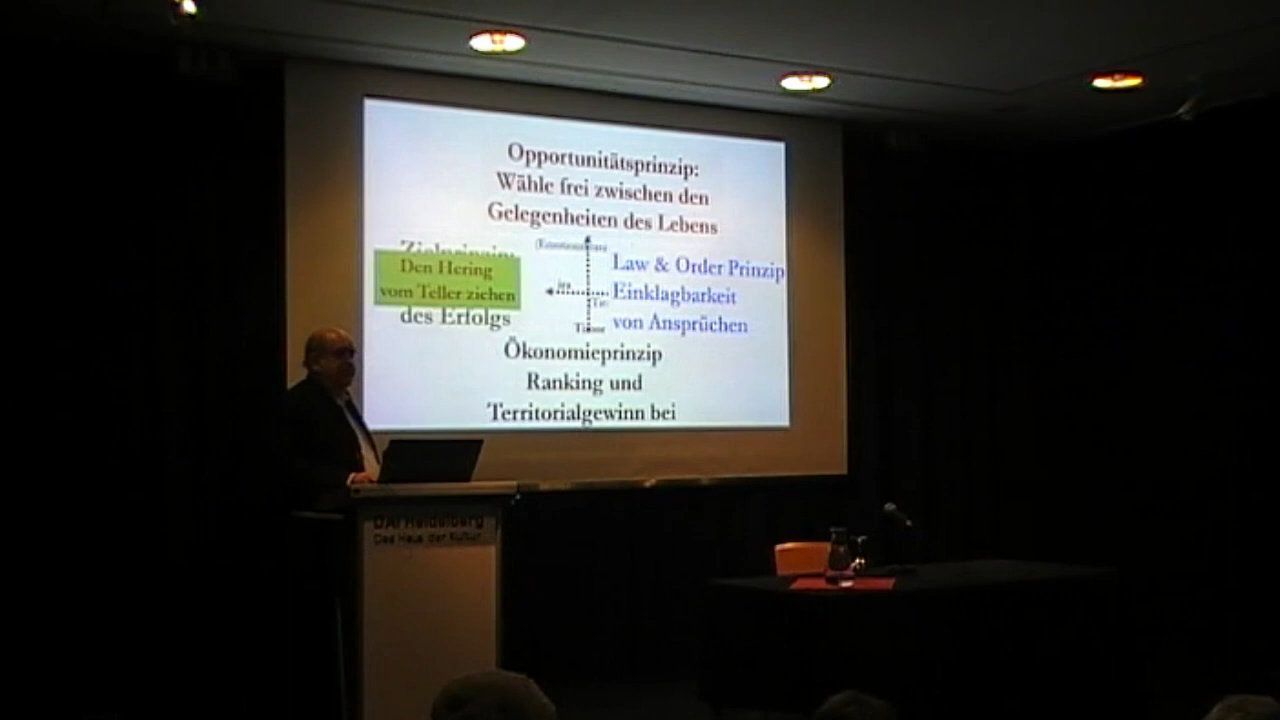 Opportunitätsprinzip:
Wähle frei zwischen den
Gelegenheiten des Lebens
Law & Order Prinzip
Einklagbarkeit
von Ansprüchen
Zielprinzip:
Den Hering
vom Teller ziehen
des Erfolgs
Ökonomieprinzip
Ranking und
Territorialgewinn bei
DAI Heidelberg
Das Haus der Kultur